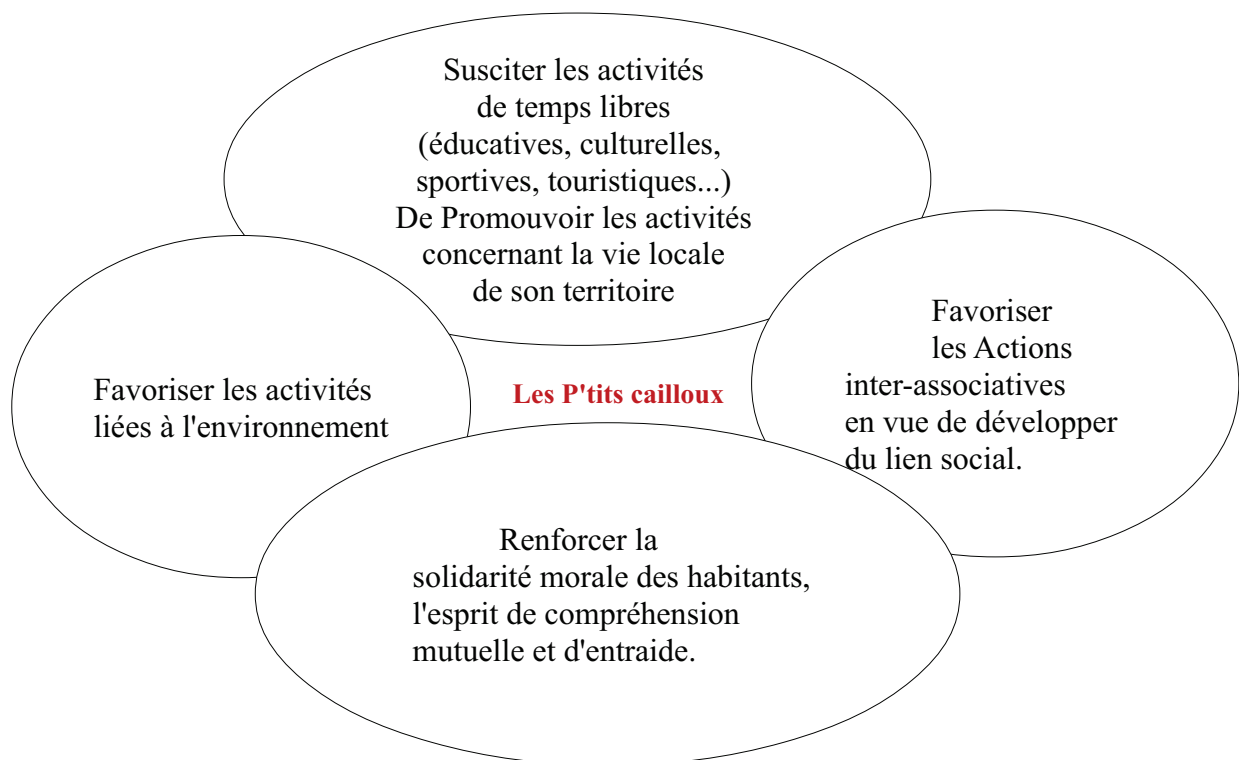 Susciter les activités
de temps libres
(éducatives, culturelles,
sportives, touristiques...)
De Promouvoir les activités
concernant la vie locale
de son territoire
Favoriser les activités
liées à l'environnement
Les P'tits cailloux
Favoriser
les Actions
inter-associatives
en vue de développer
du lien social.
Renforcer la
solidarité morale des habitants,
l'esprit de compréhension
mutuelle et d'entraide.